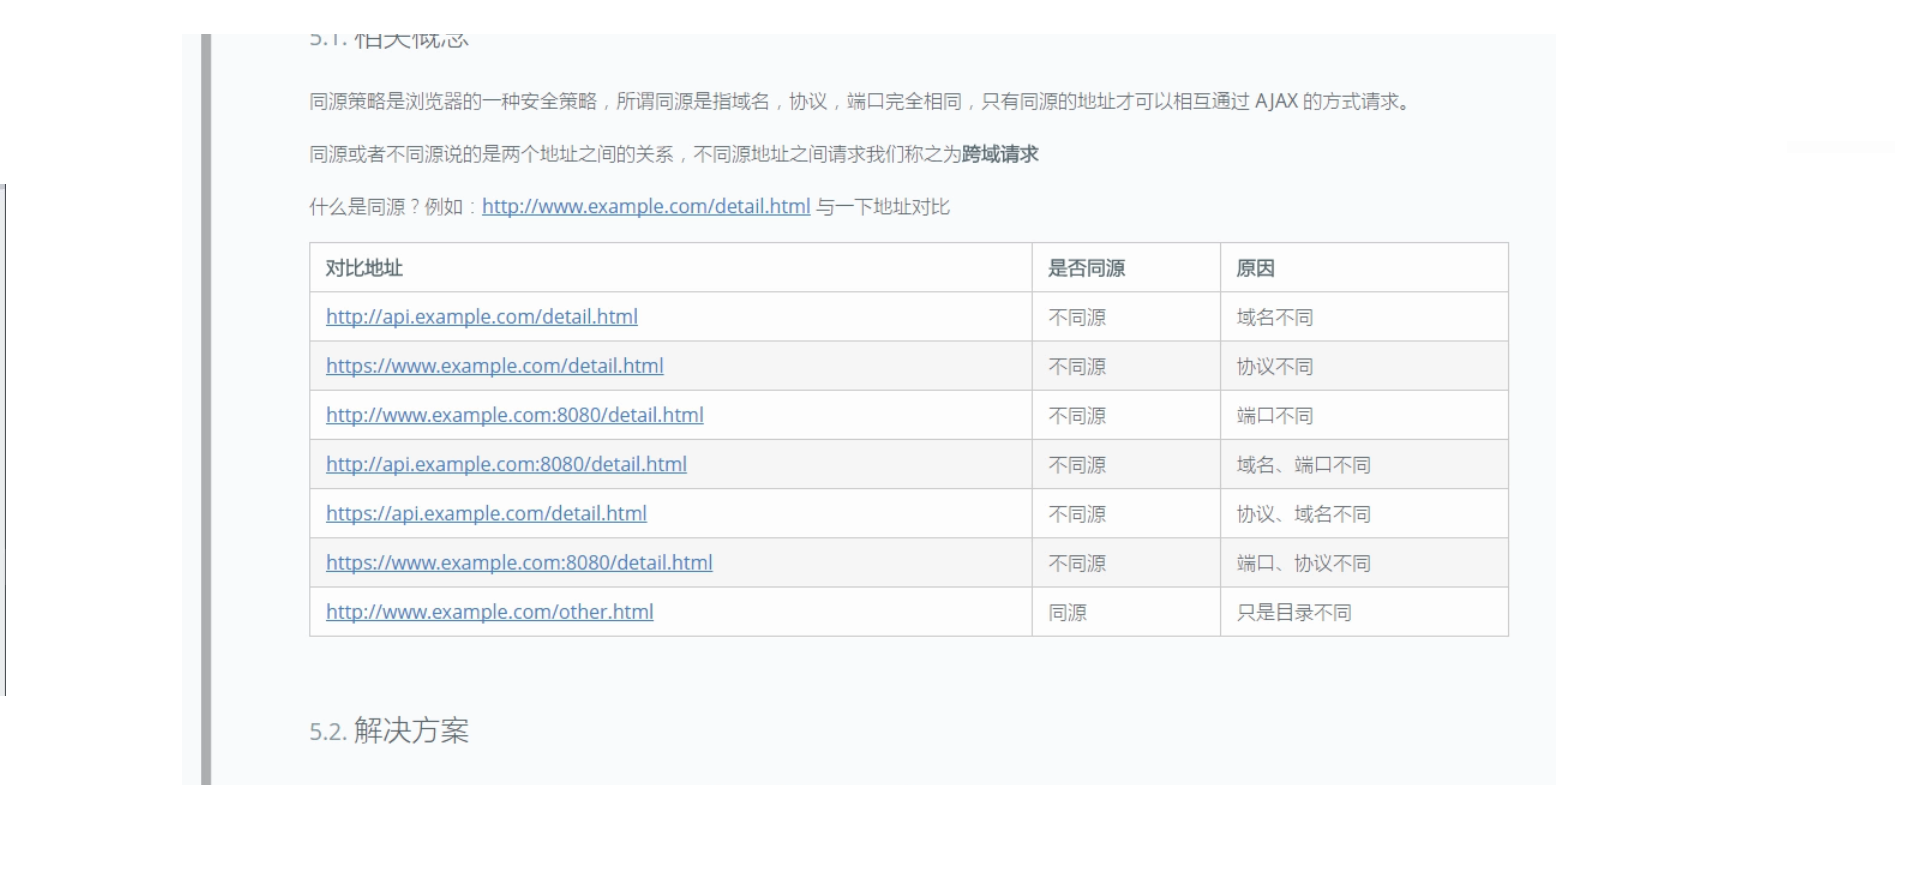 5.1. 相关概念
同源策略是浏览器的一种安全策略，所谓同源是指域名，协议，端口完全相同，只有同源的地址才可以相互通过 AJAX 的方式请求。
同源或者不同源说的是两个地址之间的关系，不同源地址之间请求我们称之为跨域请求
什么是同源？例如：http://www.example.com/detail.html 与一下地址对比
对比地址 是否同源 原因
http://api.example.com/detail.html 不同源 域名不同
https://www.example.com/detail.html 不同源 协议不同
http://www.example.com:8080/detail.html 不同源 端口不同
http://api.example.com:8080/detail.html 不同源 域名、端口不同
https://api.example.com/detail.html 不同源 协议、域名不同
https://www.example.com:8080/detail.html 不同源 端口、协议不同
http://www.example.com/other.html 同源 只是目录不同
5.2. 解决方案